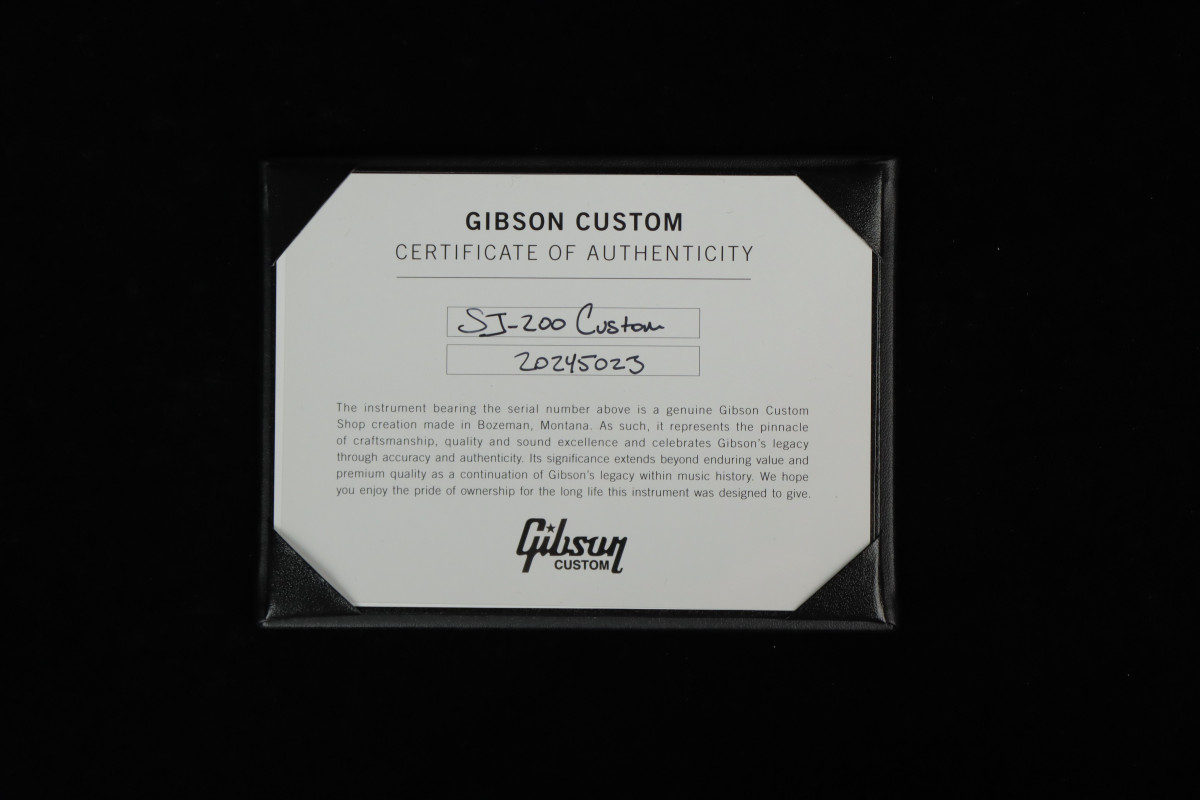 GIBSON CUSTOM
CERTIFICATE OF AUTHENTICITY
SJ-200 Custom
20245023
The instrument bearing the serial number above is a genuine Gibson Custom
Shop creation made in Bozeman, Montana. As such, it represents the pinnacle
of craftsmanship, quality and sound excellence and celebrates Gibson's legacy
through accuracy and authenticity. Its significance extends beyond enduring value and
premium quality as a continuation of Gibson's legacy within music history. We hope
you enjoy the pride of ownership for the long life this instrument was designed to give.
Gibson
CUSTOM